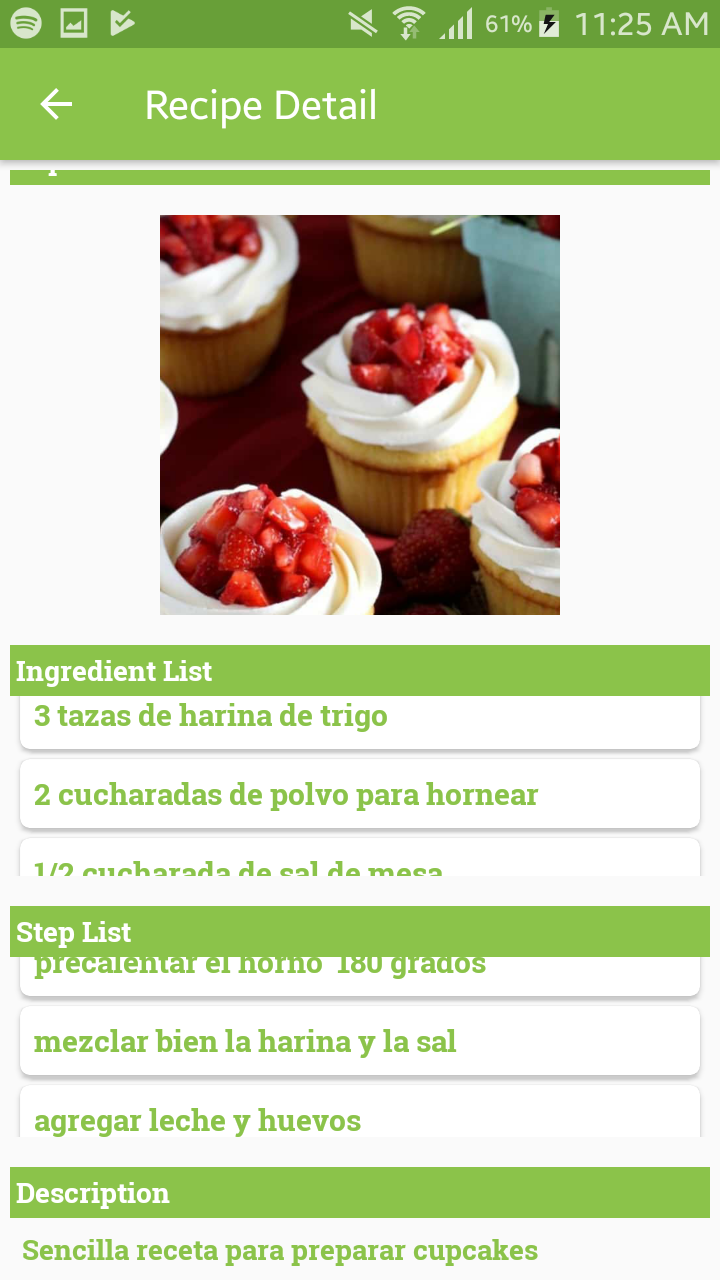 61%
11:25 AM
Recipe Detail
Ingredient List
3 tazas de harina de trigo
2 cucharadas de polvo para hornear
1/2 cucharada de sal de mesa
Step List
precalentar el horno 180 grados
mezclar bien la harina y la sal
agregar leche y huevos
Description
Sencilla receta para preparar cupcakes